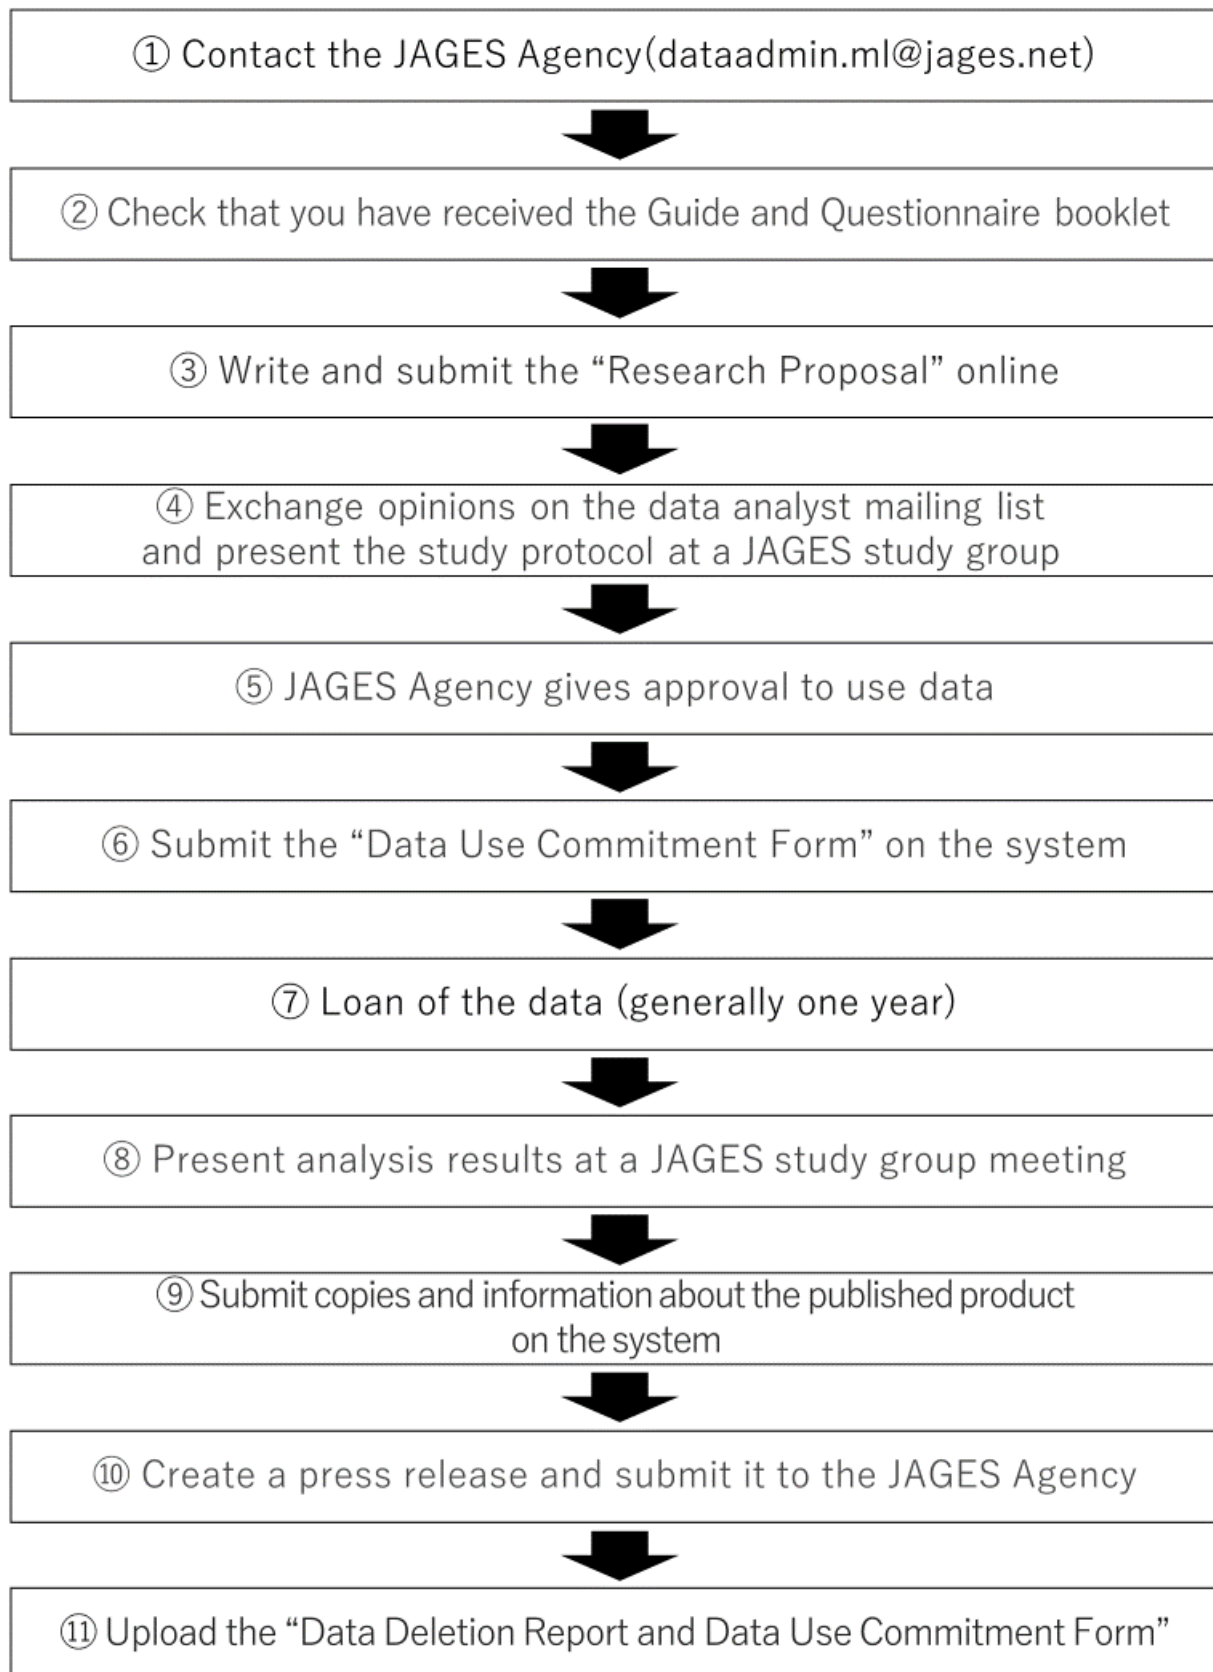 ① Contact the JAGES Agency(dataadmin.ml@jages.net)
② Check that you have received the Guide and Questionnaire booklet
③ Write and submit the “Research Proposal” online
④ Exchange opinions on the data analyst mailing list
and present the study protocol at a JAGES study group
⑤ JAGES Agency gives approval to use data
⑥ Submit the “Data Use Commitment Form” on the system
⑦ Loan of the data (generally one year)
⑧ Present analysis results at a JAGES study group meeting
⑨ Submit copies and information about the published product
on the system
⑩ Create a press release and submit it to the JAGES Agency
⑪ Upload the “Data Deletion Report and Data Use Commitment Form”